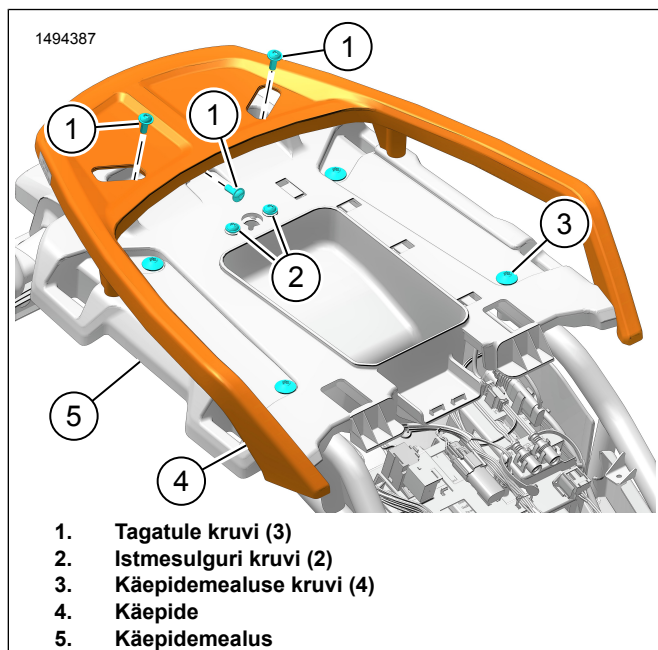 1494387
1
1
1
3
2
5
4
1. Tagatule kruvi (3)
2. Istmesulguri kruvi (2)
3. Käepidemealuse kruvi (4)
4. Käepide
5. Käepidemealus